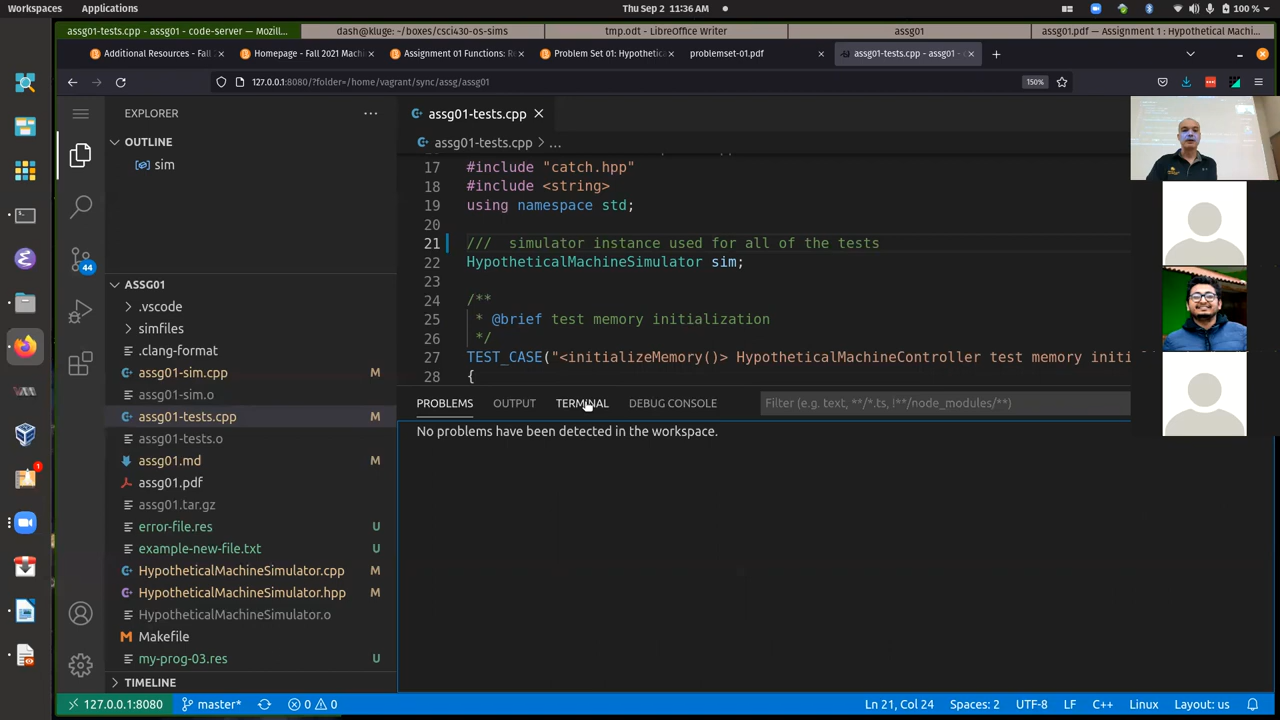 Workspaces Applications Thu Sep 2 11:36 AM 100 %
assg01-tests.cpp - assg01 - code-server — Mozill... dash@kluge: ~/boxes/csci430-os-sims tmp.odt - LibreOffice Writer assg01 assg01.pdf — Assignment 1 : Hypothetical Machi...
Additional Resources - Fall Homepage - Fall 2021 Mach Assignment 01 Functions: R Problem Set 01: Hypothetic problemset-01.pdf assg01-tests.cpp - assg01 -
127.0.0.1:8080/?folder=/home/vagrant/sync/assg/assg01 150%
EXPLORER
assg01-tests.cpp
OUTLINE
assg01-tests.cpp > ...
sim
17 #include "catch.hpp"
18 #include <string>
19 using namespace std;
20
21 /// simulator instance used for all of the tests
22 HypotheticalMachineSimulator sim;
23
24 /**
25 * @brief test memory initialization
26 */
27 TEST_CASE("<initializeMemory()> HypotheticalMachineController test memory initi
28 {
44
ASSG01
.vscode
simfiles
.clang-format
assg01-sim.cpp M
assg01-sim.o
assg01-tests.cpp M
assg01-tests.o
assg01.md M
assg01.pdf
assg01.tar.gz
error-file.res U
example-new-file.txt U
HypotheticalMachineSimulator.cpp M
HypotheticalMachineSimulator.hpp M
HypotheticalMachineSimulator.o
Makefile
my-prog-03.res U
TIMELINE
PROBLEMS OUTPUT TERMINAL DEBUG CONSOLE Filter (e.g. text, **/*.ts, !**/node_modules/**)
No problems have been detected in the workspace.
1
127.0.0.1:8080 master* 0 0 Ln 21, Col 24 Spaces: 2 UTF-8 LF C++ Linux Layout: us